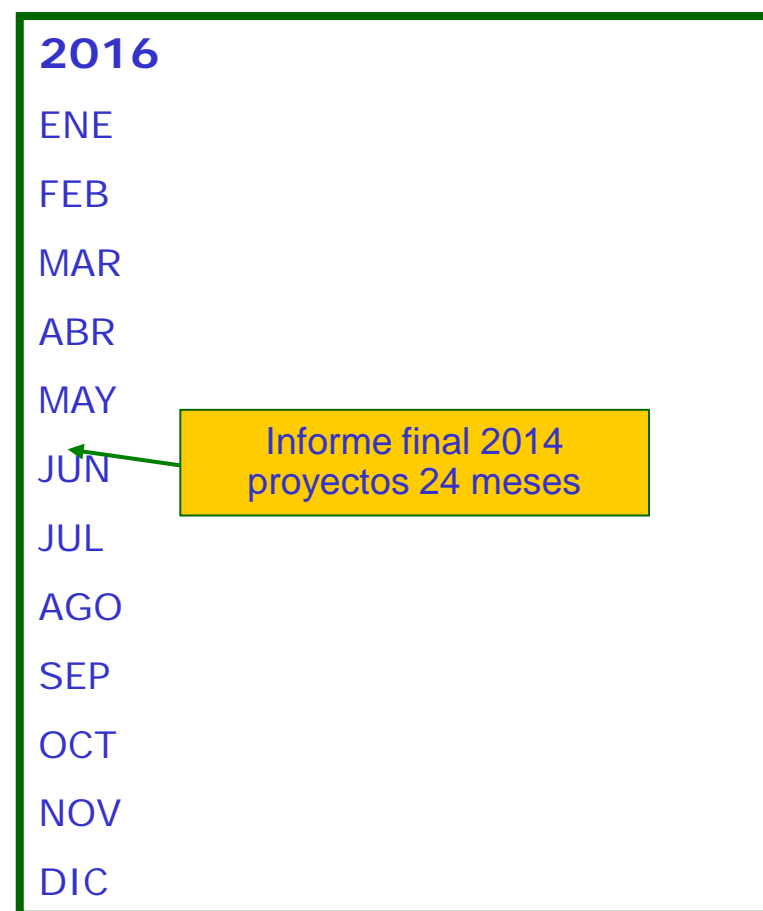 2016
ENE
FEB
MAR
ABR
MAY
Informe final 2014
proyectos 24 meses
JUN
JUL
AGO
SEP
OCT
NOV
DIC